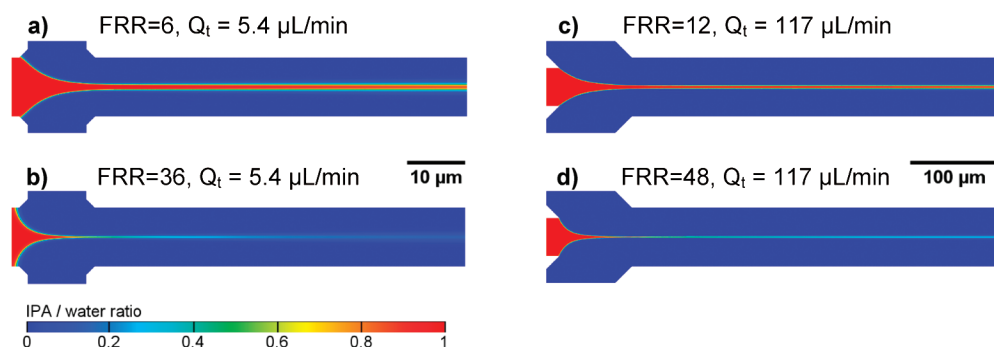 a) FRR=6, Qt = 5.4 µL/min
c) FRR=12, Qt = 117 µL/min
b) FRR=36, Qt = 5.4 µL/min
10 µm
d) FRR=48, Qt = 117 µL/min
100 µm
IPA / water ratio
0 0.2 0.4 0.6 0.8 1